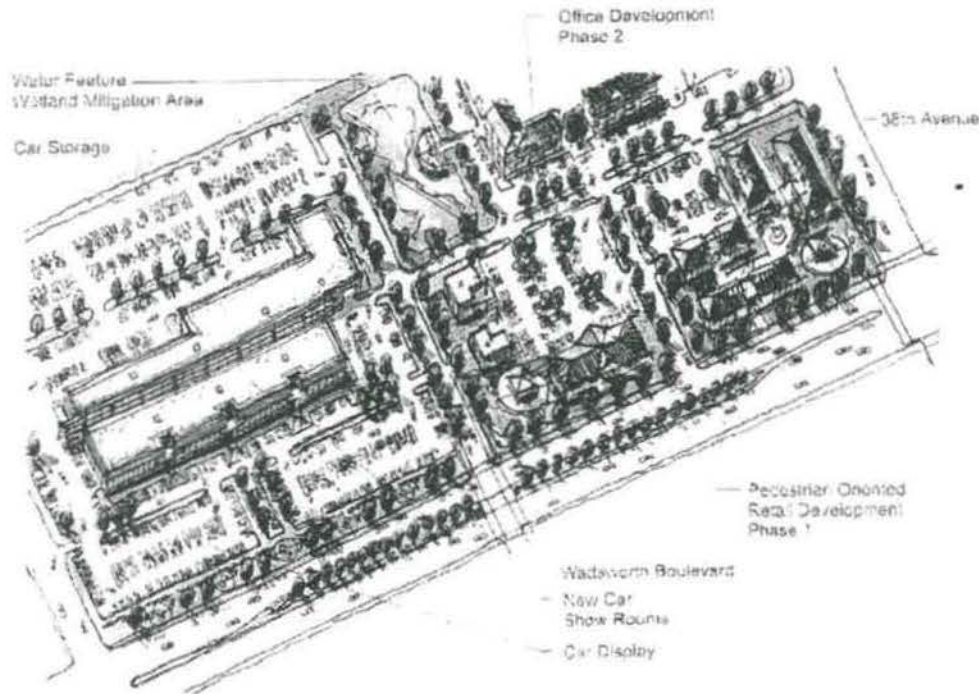 Office Development
Phase 2
Water Feature
Wetland Mitigation Area
Car Storage
38th Avenue
Pedestrian Oriented
Retail Development
Phase 1
Wadsworth Boulevard
New Car
Show Rooms
Car Display